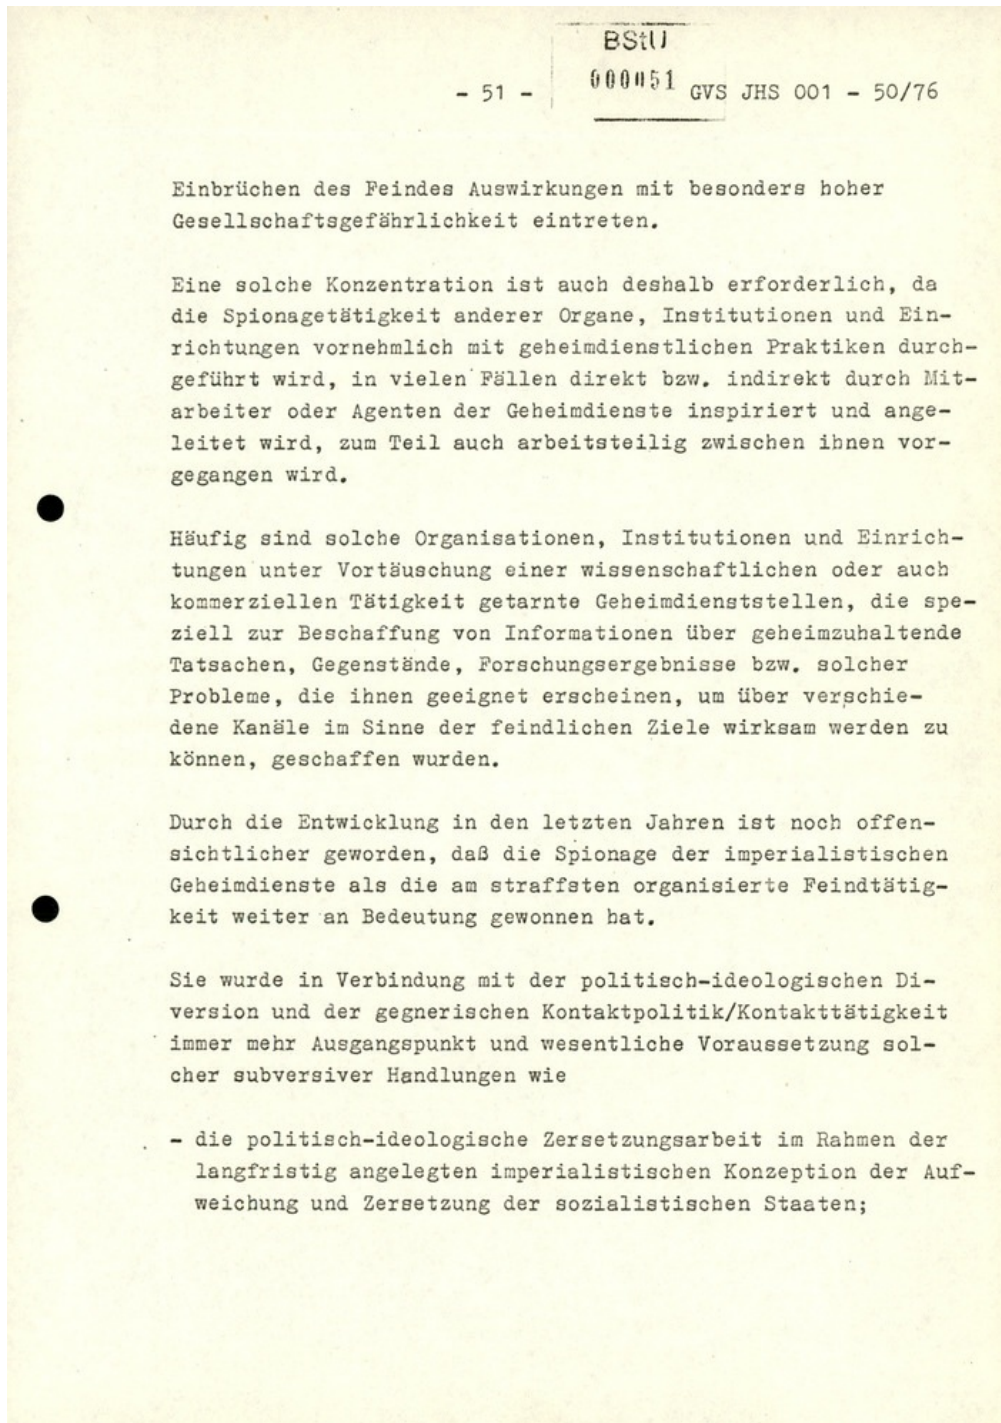 BStU
000051
- 51 - GVS JHS 001 - 50/76
Einbrüchen des Feindes Auswirkungen mit besonders hoher
Gesellschaftsgefährlichkeit eintreten.
Eine solche Konzentration ist auch deshalb erforderlich, da
die Spionagetätigkeit anderer Organe, Institutionen und Ein-
richtungen vornehmlich mit geheimdienstlichen Praktiken durch-
geführt wird, in vielen Fällen direkt bzw. indirekt durch Mit-
arbeiter oder Agenten der Geheimdienste inspiriert und ange-
leitet wird, zum Teil auch arbeitsteilig zwischen ihnen vor-
gegangen wird.
Häufig sind solche Organisationen, Institutionen und Einrich-
tungen unter Vortäuschung einer wissenschaftlichen oder auch
kommerziellen Tätigkeit getarnte Geheimdienststellen, die spe-
ziell zur Beschaffung von Informationen über geheimzuhaltende
Tatsachen, Gegenstände, Forschungsergebnisse bzw. solcher
Probleme, die ihnen geeignet erscheinen, um über verschie-
dene Kanäle im Sinne der feindlichen Ziele wirksam werden zu
können, geschaffen wurden.
Durch die Entwicklung in den letzten Jahren ist noch offen-
sichtlicher geworden, daß die Spionage der imperialistischen
Geheimdienste als die am straffsten organisierte Feindtätig-
keit weiter an Bedeutung gewonnen hat.
Sie wurde in Verbindung mit der politisch-ideologischen Di-
version und der gegnerischen Kontaktpolitik/Kontakttätigkeit
immer mehr Ausgangspunkt und wesentliche Voraussetzung sol-
cher subversiver Handlungen wie
- die politisch-ideologische Zersetzungsarbeit im Rahmen der
langfristig angelegten imperialistischen Konzeption der Auf-
weichung und Zersetzung der sozialistischen Staaten;